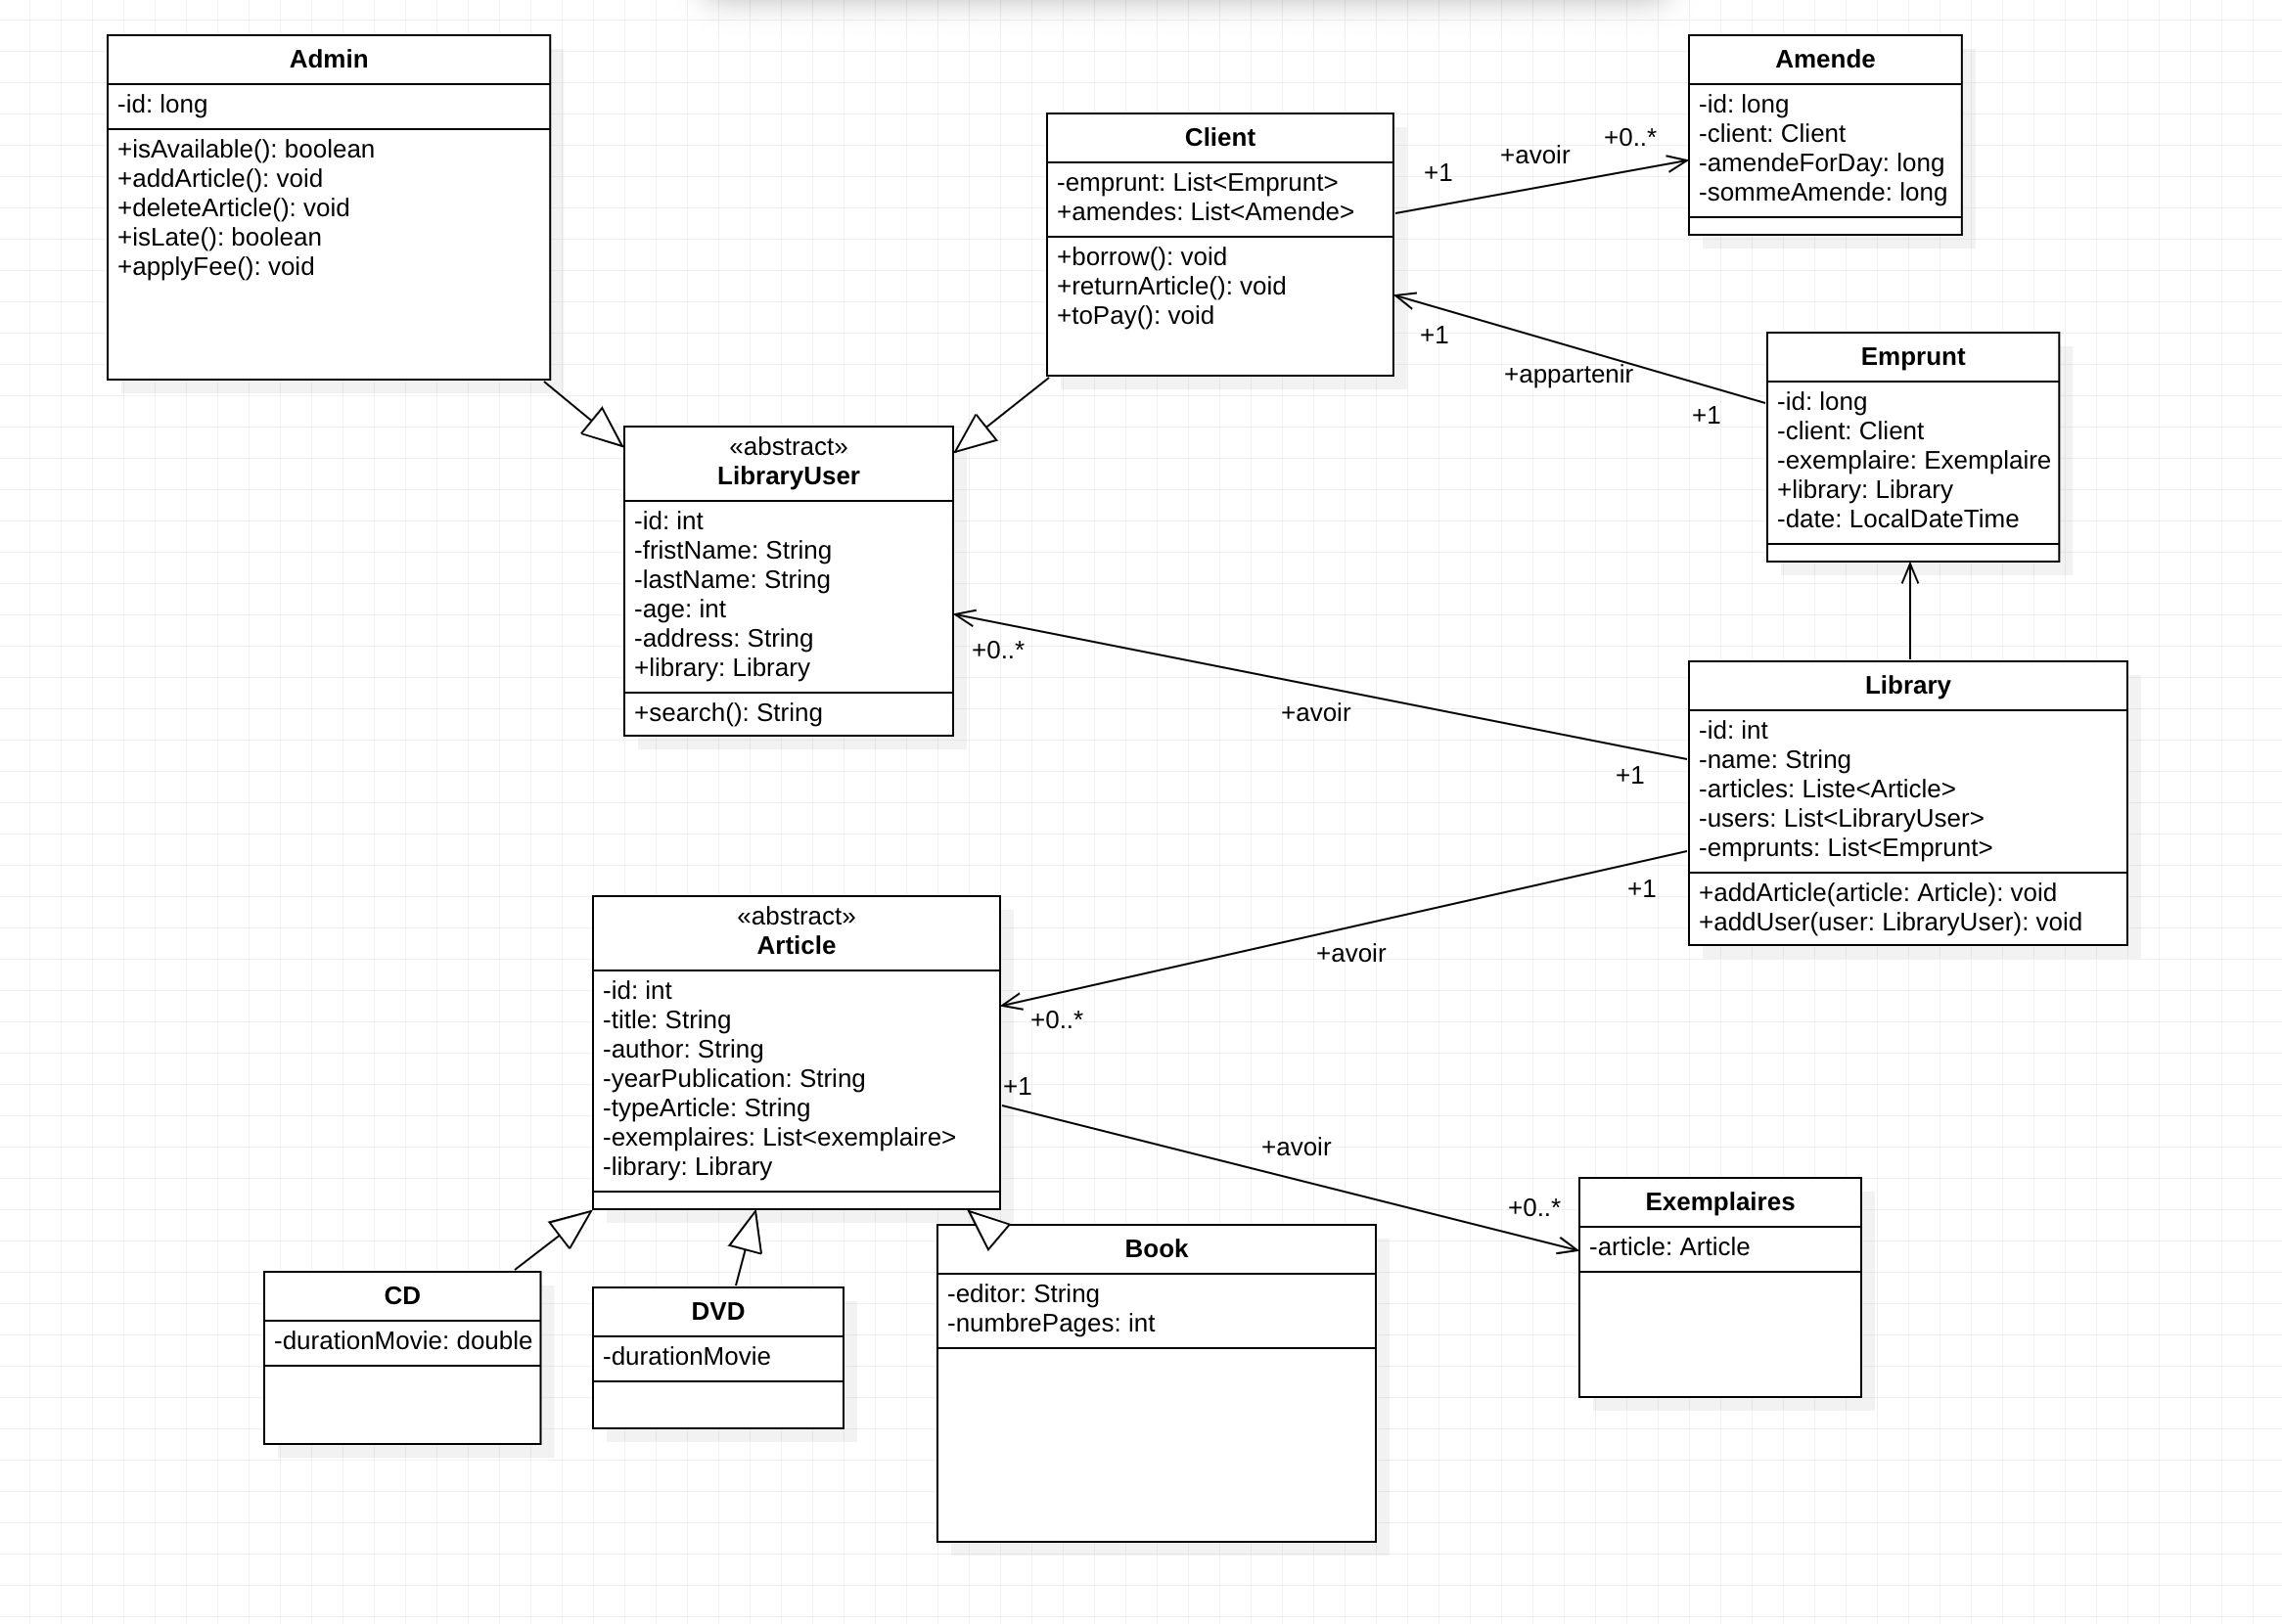 Admin
-id: long
+isAvailable(): boolean
+addArticle(): void
+deleteArticle(): void
+isLate(): boolean
+applyFee(): void
Client
-emprunt: List<Emprunt>
+amendes: List<Amende>
+borrow(): void
+returnArticle(): void
+toPay(): void
+1
+avoir
+0..*
Amende
-id: long
-client: Client
-amendeForDay: long
-sommeAmende: long
+1
+appartenir
+1
Emprunt
-id: long
-client: Client
-exemplaire: Exemplaire
+library: Library
-date: LocalDateTime
«abstract»
LibraryUser
-id: int
-fristName: String
-lastName: String
-age: int
-address: String
+library: Library
+search(): String
+0..*
+avoir
+1
Library
-id: int
-name: String
-articles: Liste<Article>
-users: List<LibraryUser>
-emprunts: List<Emprunt>
+addArticle(article: Article): void
+addUser(user: LibraryUser): void
+1
+avoir
+0..*
«abstract»
Article
-id: int
-title: String
-author: String
-yearPublication: String
-typeArticle: String
-exemplaires: List<exemplaire>
-library: Library
+1
+avoir
+0..*
Exemplaires
-article: Article
CD
-durationMovie: double
DVD
-durationMovie
Book
-editor: String
-numbrePages: int